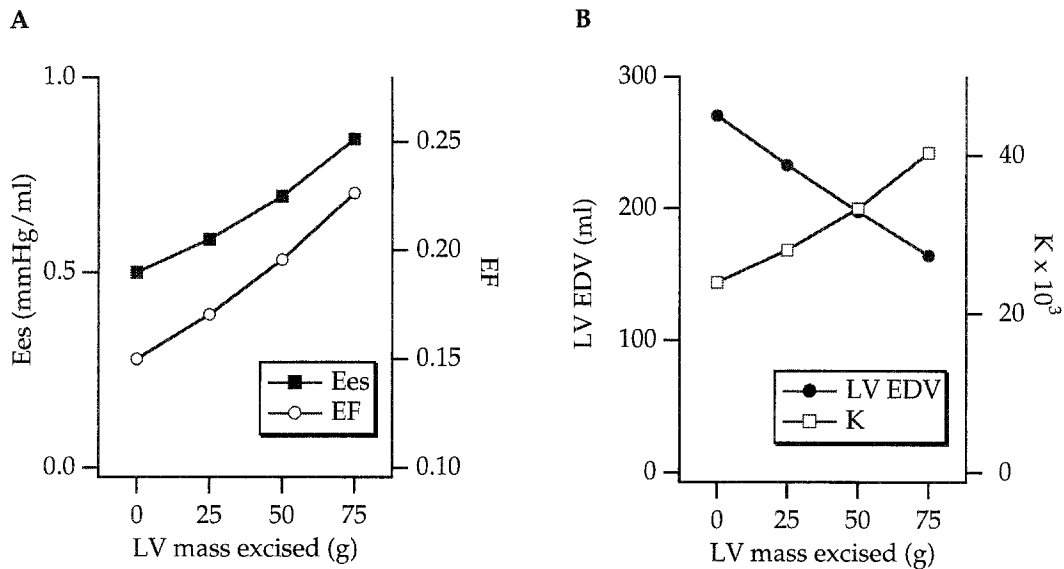 A
1.0
0.5
0.0
Ees (mmHg/ml)
0.25
0.20
0.15
0.10
EF
Ees
EF
0 25 50 75
LV mass excised (g)
B
300
200
100
0
LV EDV (ml)
40
20
0
K x 10³
LV EDV
K
0 25 50 75
LV mass excised (g)